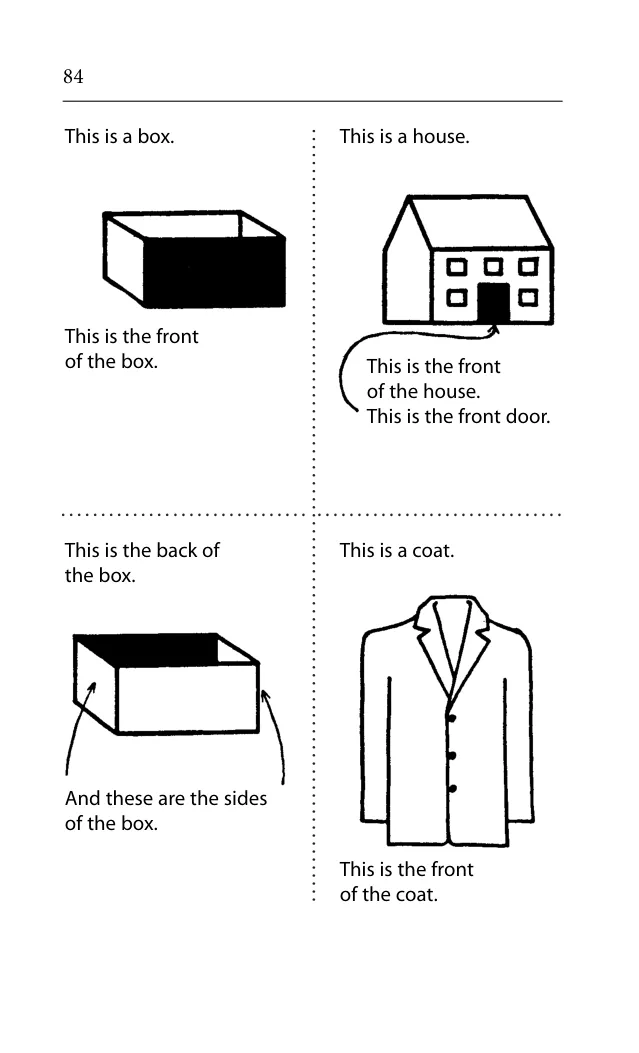 84
This is a box.
This is the front
of the box.
This is a house.
This is the front
of the house.
This is the front door.
This is the back of
the box.
And these are the sides
of the box.
This is a coat.
This is the front
of the coat.